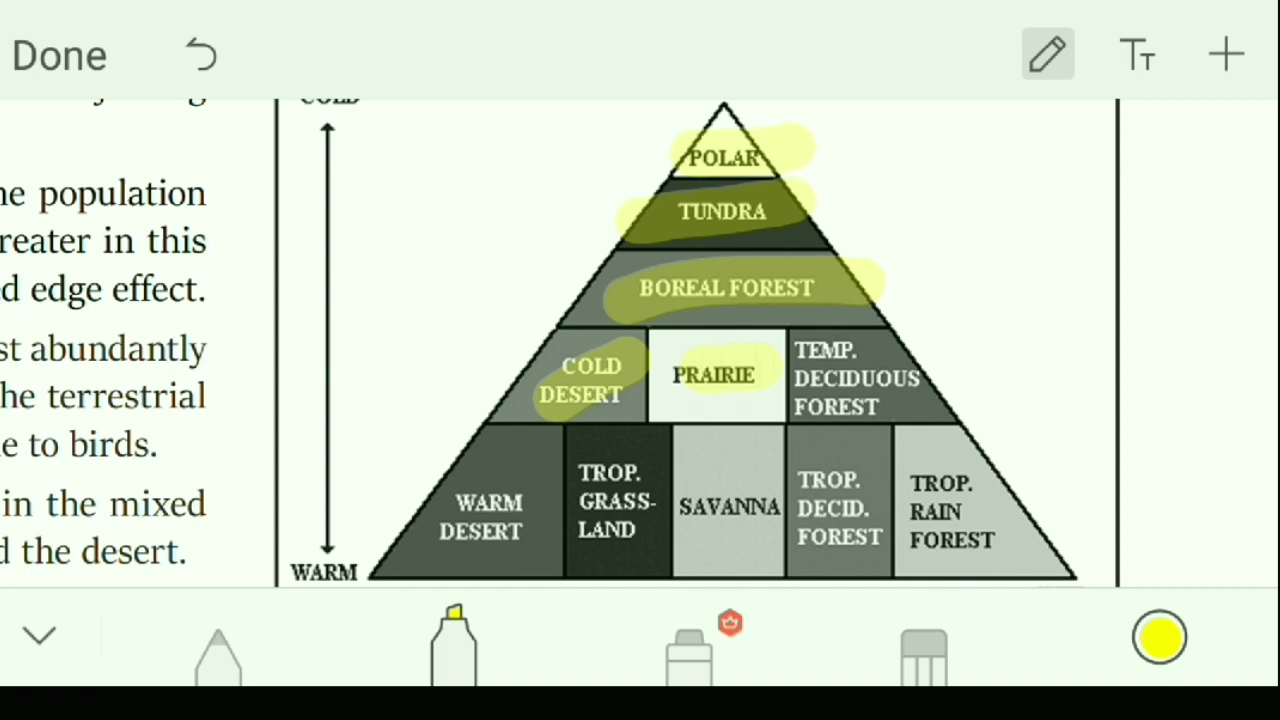 Done
COLD
he population
reater in this
d edge effect.
st abundantly
he terrestrial
e to birds.
in the mixed
d the desert.
POLAR
TUNDRA
BOREAL FOREST
COLD
DESERT
PRAIRIE
TEMP.
DECIDUOUS
FOREST
WARM
DESERT
TROP.
GRASS-
LAND
SAVANNA
TROP.
DECID.
FOREST
TROP.
RAIN
FOREST
WARM